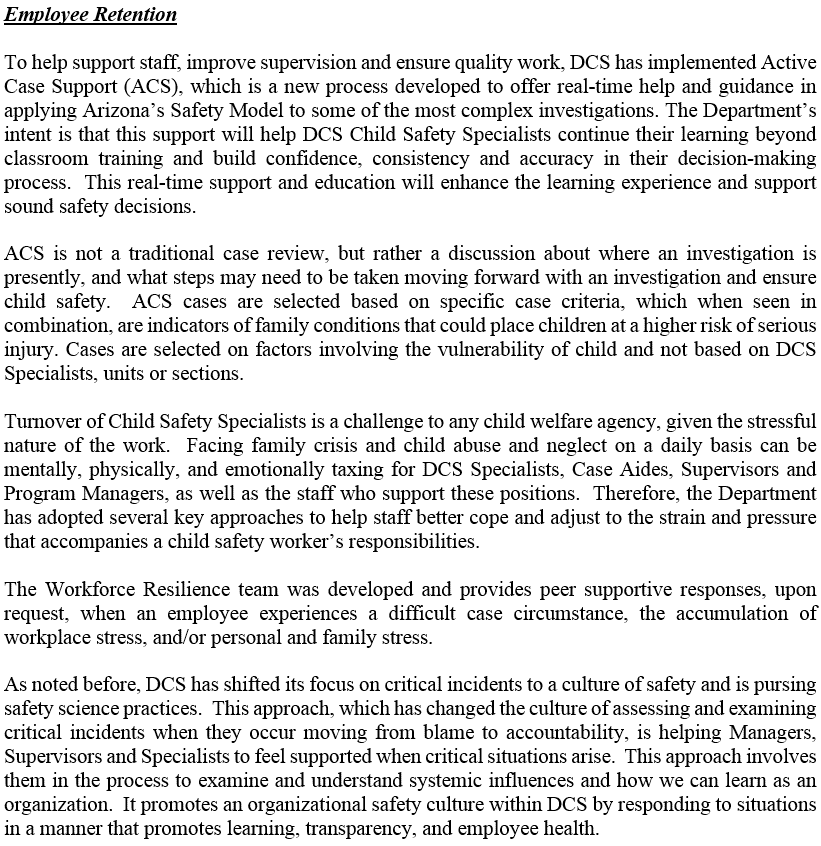 Employee Retention
To help support staff, improve supervision and ensure quality work, DCS has implemented Active
Case Support (ACS), which is a new process developed to offer real-time help and guidance in
applying Arizona's Safety Model to some of the most complex investigations. The Department's
intent is that this support will help DCS Child Safety Specialists continue their learning beyond
classroom training and build confidence, consistency and accuracy in their decision-making
process.  This real-time support and education will enhance the learning experience and support
sound safety decisions.
ACS is not a traditional case review, but rather a discussion about where an investigation is
presently, and what steps may need to be taken moving forward with an investigation and ensure
child safety.  ACS cases are selected based on specific case criteria, which when seen in
combination, are indicators of family conditions that could place children at a higher risk of serious
injury. Cases are selected on factors involving the vulnerability of child and not based on DCS
Specialists, units or sections.
Turnover of Child Safety Specialists is a challenge to any child welfare agency, given the stressful
nature of the work.  Facing family crisis and child abuse and neglect on a daily basis can be
mentally, physically, and emotionally taxing for DCS Specialists, Case Aides, Supervisors and
Program Managers, as well as the staff who support these positions.  Therefore, the Department
has adopted several key approaches to help staff better cope and adjust to the strain and pressure
that accompanies a child safety worker's responsibilities.
The Workforce Resilience team was developed and provides peer supportive responses, upon
request, when an employee experiences a difficult case circumstance, the accumulation of
workplace stress, and/or personal and family stress.
As noted before, DCS has shifted its focus on critical incidents to a culture of safety and is pursing
safety science practices.  This approach, which has changed the culture of assessing and examining
critical incidents when they occur moving from blame to accountability, is helping Managers,
Supervisors and Specialists to feel supported when critical situations arise.  This approach involves
them in the process to examine and understand systemic influences and how we can learn as an
organization.  It promotes an organizational safety culture within DCS by responding to situations
in a manner that promotes learning, transparency, and employee health.